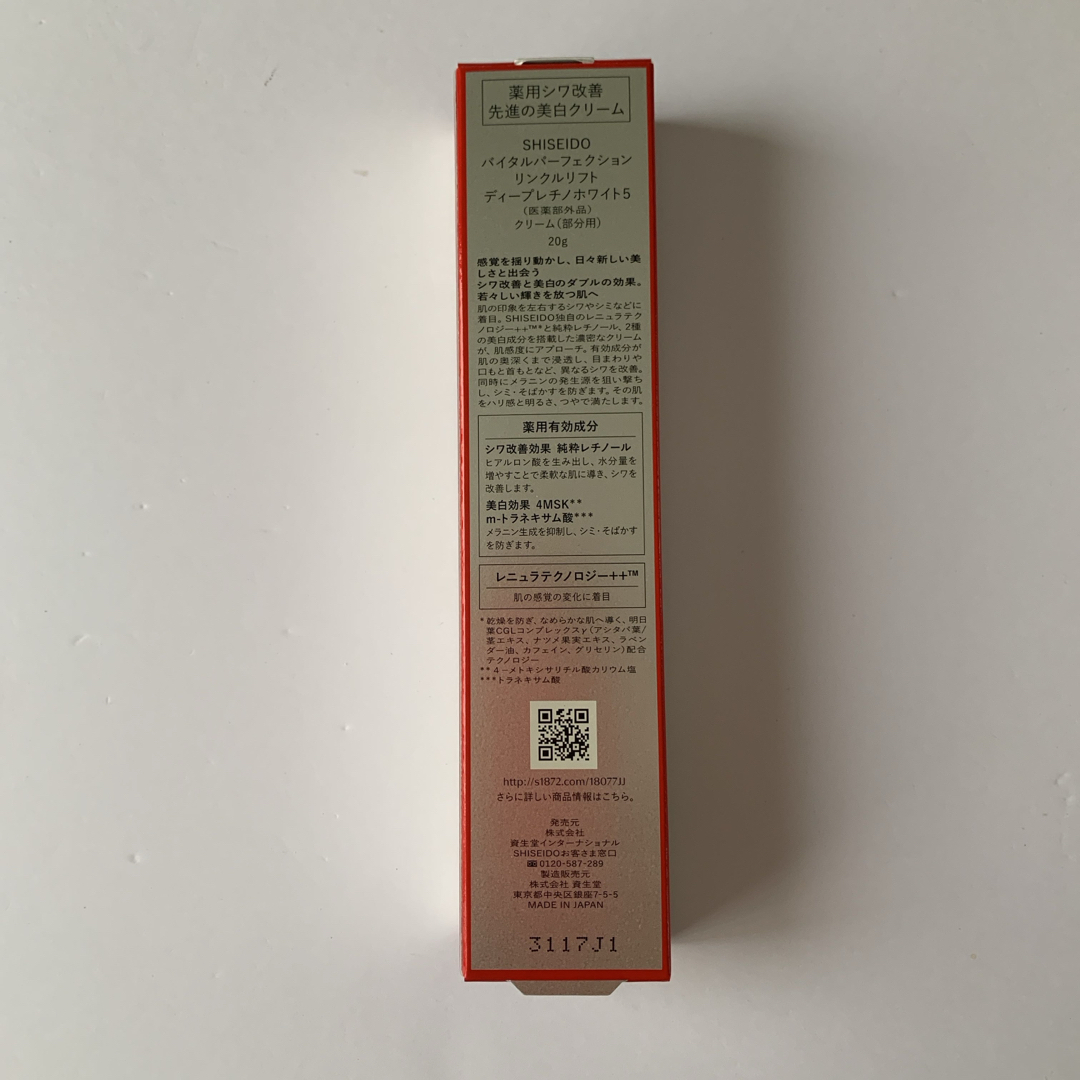 薬用シワ改善
先進の美白クリーム
SHISEIDO
バイタルパーフェクション
リンクルリフト
ディープレチノホワイト5
(医薬部外品)
クリーム(部分用)
20g
感覚を揺り動かし、日々新しい美
しさと出会う
シワ改善と美白のダブルの効果。
若々しい輝きを放つ肌へ
肌の印象を左右するシワやシミなどに
着目。SHISEIDO独自のレニュラテク
ノロジー++™*と純粋レチノール、2種
の美白成分を搭載した濃密なクリーム
が、肌感度にアプローチ。有効成分が
肌の奥深くまで浸透し、目まわりや
口もと首もとなど、異なるシワを改善。
同時にメラニンの発生源を狙い撃ち
し、シミ・そばかすを防ぎます。その肌
をハリ感と明るさ、つやで満たします。
薬用有効成分
シワ改善効果 純粋レチノール
ヒアルロン酸を生み出し、水分量を
増やすことで柔軟な肌に導き、シワを
改善します。
美白効果 4MSK**
m-トラネキサム酸***
メラニン生成を抑制し、シミ・そばかす
を防ぎます。
レニュラテクノロジー++™
肌の感覚の変化に着目
*乾燥を防ぎ、なめらかな肌へ導く、明日
葉CGLコンプレックスγ(アシタバ葉/
茎エキス、ナツメ果実エキス、ラベン
ダー油、カフェイン、グリセリン)配合
テクノロジー
**4-メトキシサリチル酸カリウム塩
***トラネキサム酸
http://s1872.com/18077JJ
さらに詳しい商品情報はこちら。
発売元
株式会社
資生堂インターナショナル
SHISEIDOお客さま窓口
0120-587-289
製造販売元
株式会社 資生堂
東京都中央区銀座7-5-5
MADE IN JAPAN
3117J1